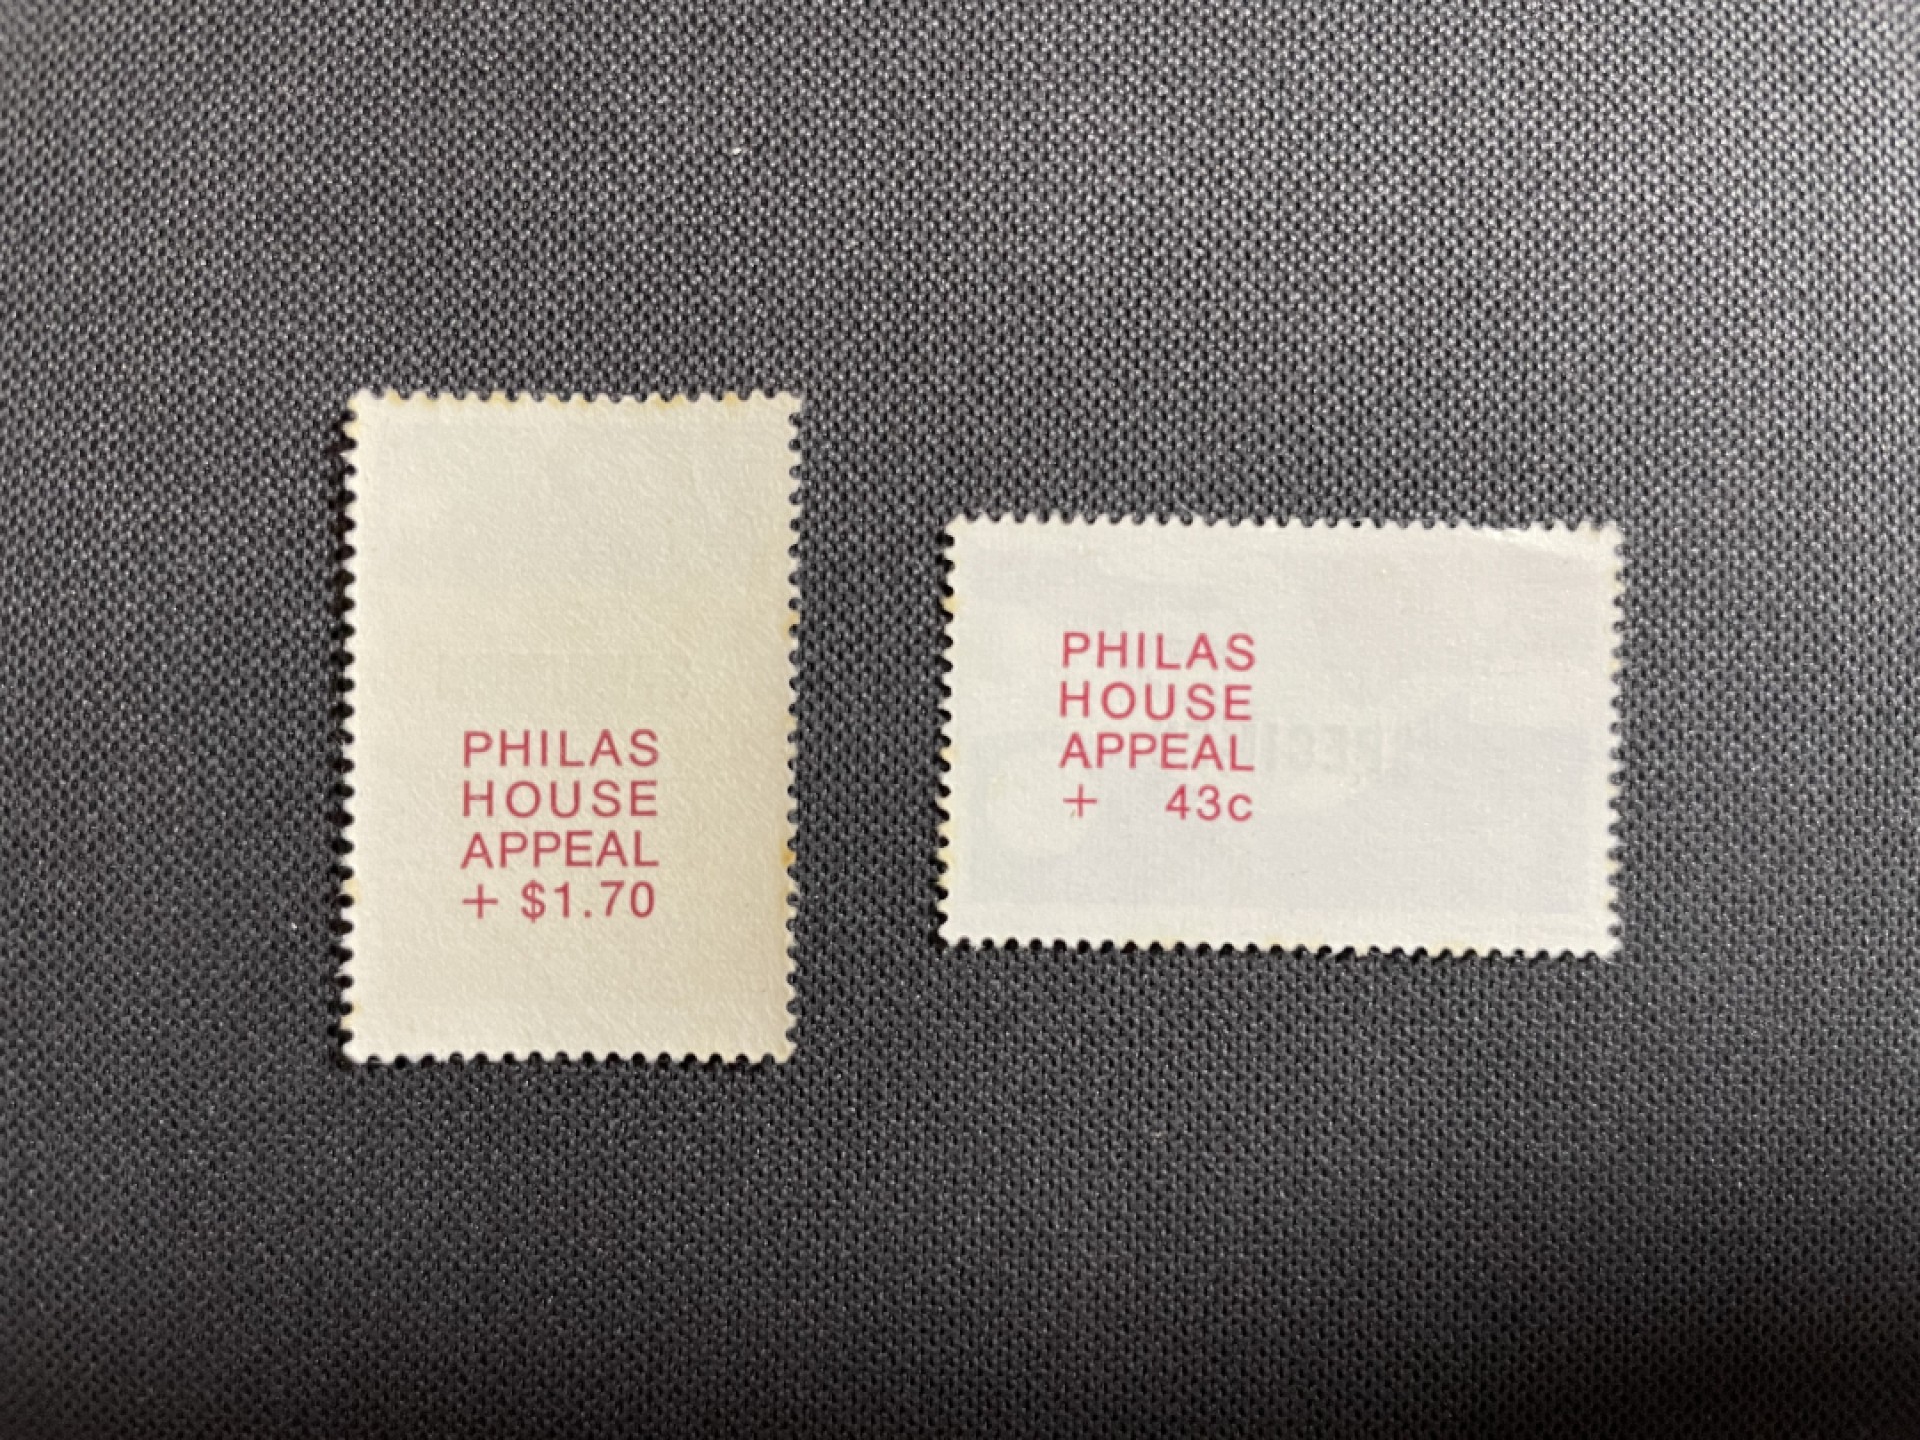 PHILAS
HOUSE
APPEAL
+ $1.70
PHILAS
HOUSE
APPEAL
+ 43c